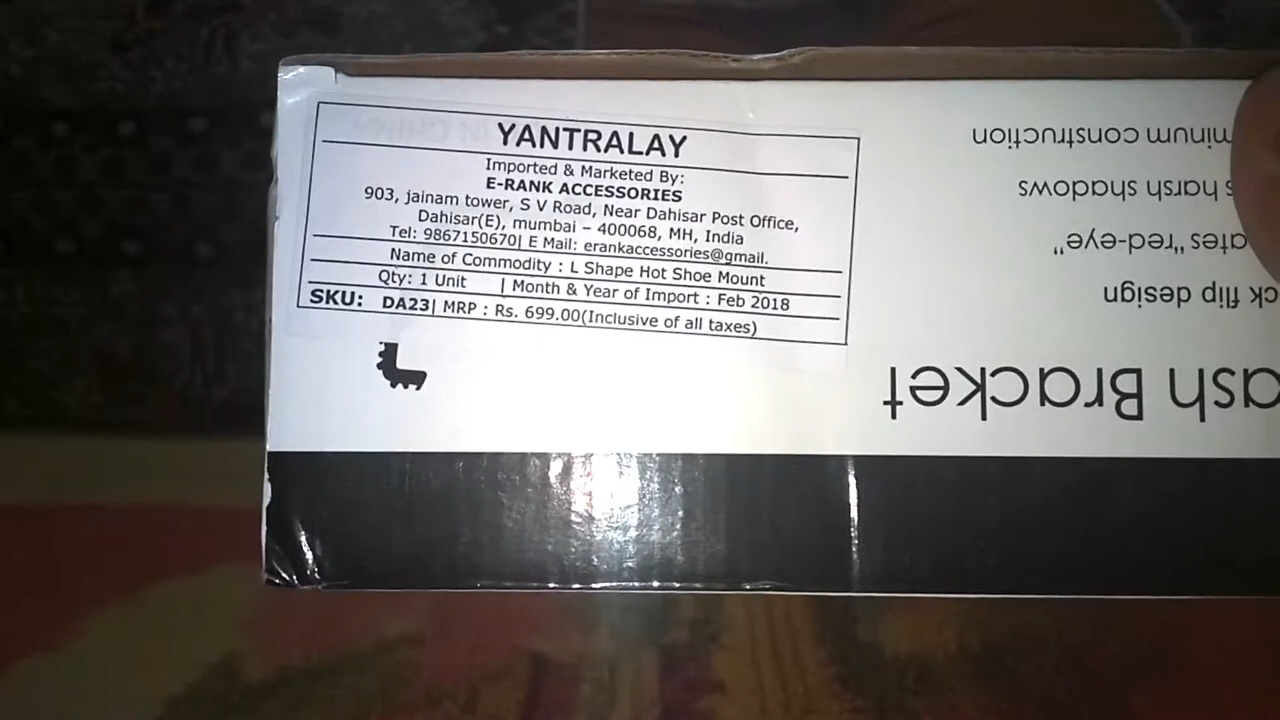 YANTRALAY
Imported & Marketed By:
E-RANK ACCESSORIES
903, jainam tower, S V Road, Near Dahisar Post Office,
Dahisar(E), mumbai – 400068, MH, India
Tel: 9867150670| E Mail: erankaccessories@gmail.
Name of Commodity : L Shape Hot Shoe Mount
Qty: 1 Unit | Month & Year of Import : Feb 2018
SKU: DA23| MRP : Rs. 699.00(Inclusive of all taxes)
ash Bracket
ck flip design
ates "red-eye"
s harsh shadows
minum construction